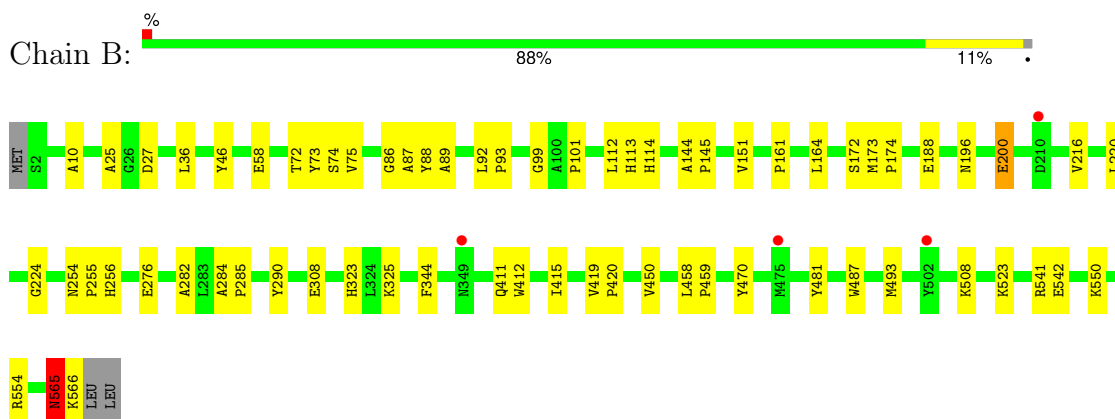 %
Chain B:
88% 11% •
MET S2 A10 A25 G26 D27 L36 Y46 E58 T72 Y73 S74 V75 G86 A87 Y88 A89 L92 P93 G99 A100 P101 L112 H113 H114 A144 P145 V151 P161 L164 S172 M173 P174 E188 N196 E200 D210 V216 L220
G224 N254 P255 H256 E276 A282 L283 A284 P285 Y290 E308 H323 L324 K325 F344 N349 Q411 W412 I415 V419 P420 V450 L458 P459 Y470 M475 Y481 W487 M493 Y502 K508 K523 R541 E542 K550
R554 N565 K566 LEU LEU